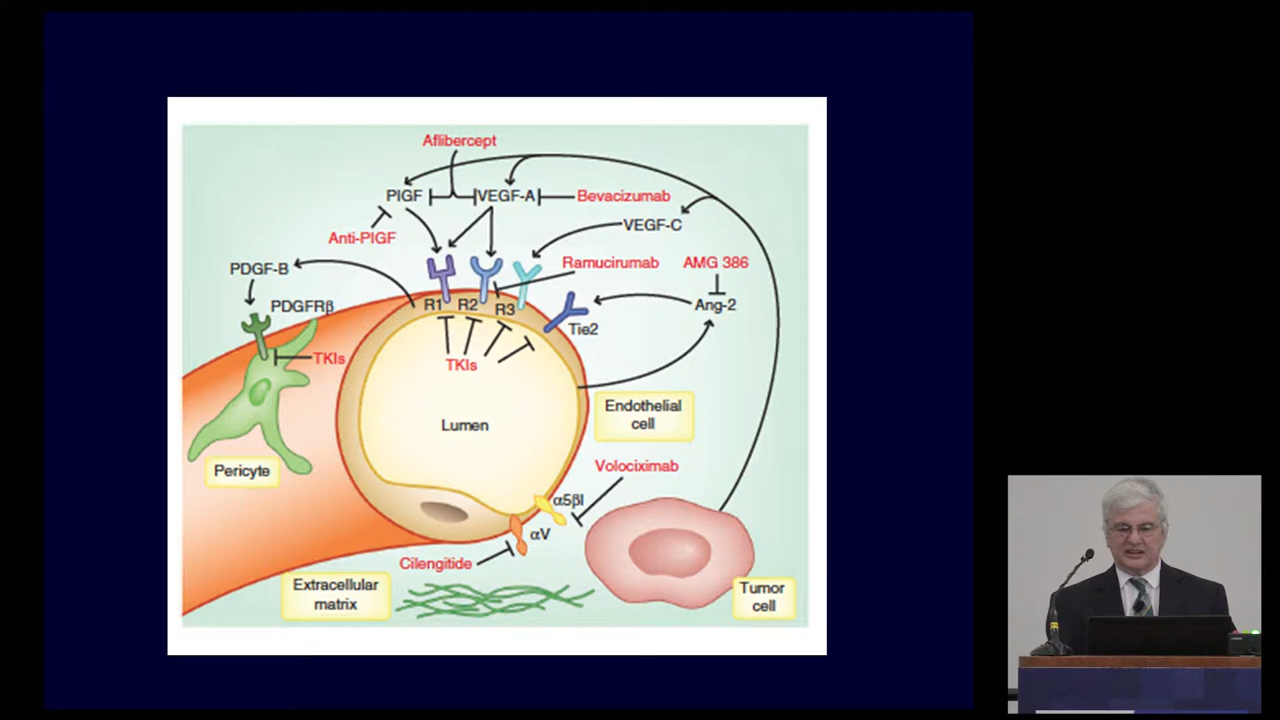 Aflibercept
PlGF
VEGF-A
Bevacizumab
Anti-PlGF
VEGF-C
PDGF-B
Ramucirumab
AMG 386
PDGFRβ
R1
R2
R3
Ang-2
Tie2
TKIs
TKIs
Endothelial
cell
Lumen
Pericyte
Volociximab
α5βI
αV
Cilengitide
Extracellular
matrix
Tumor
cell